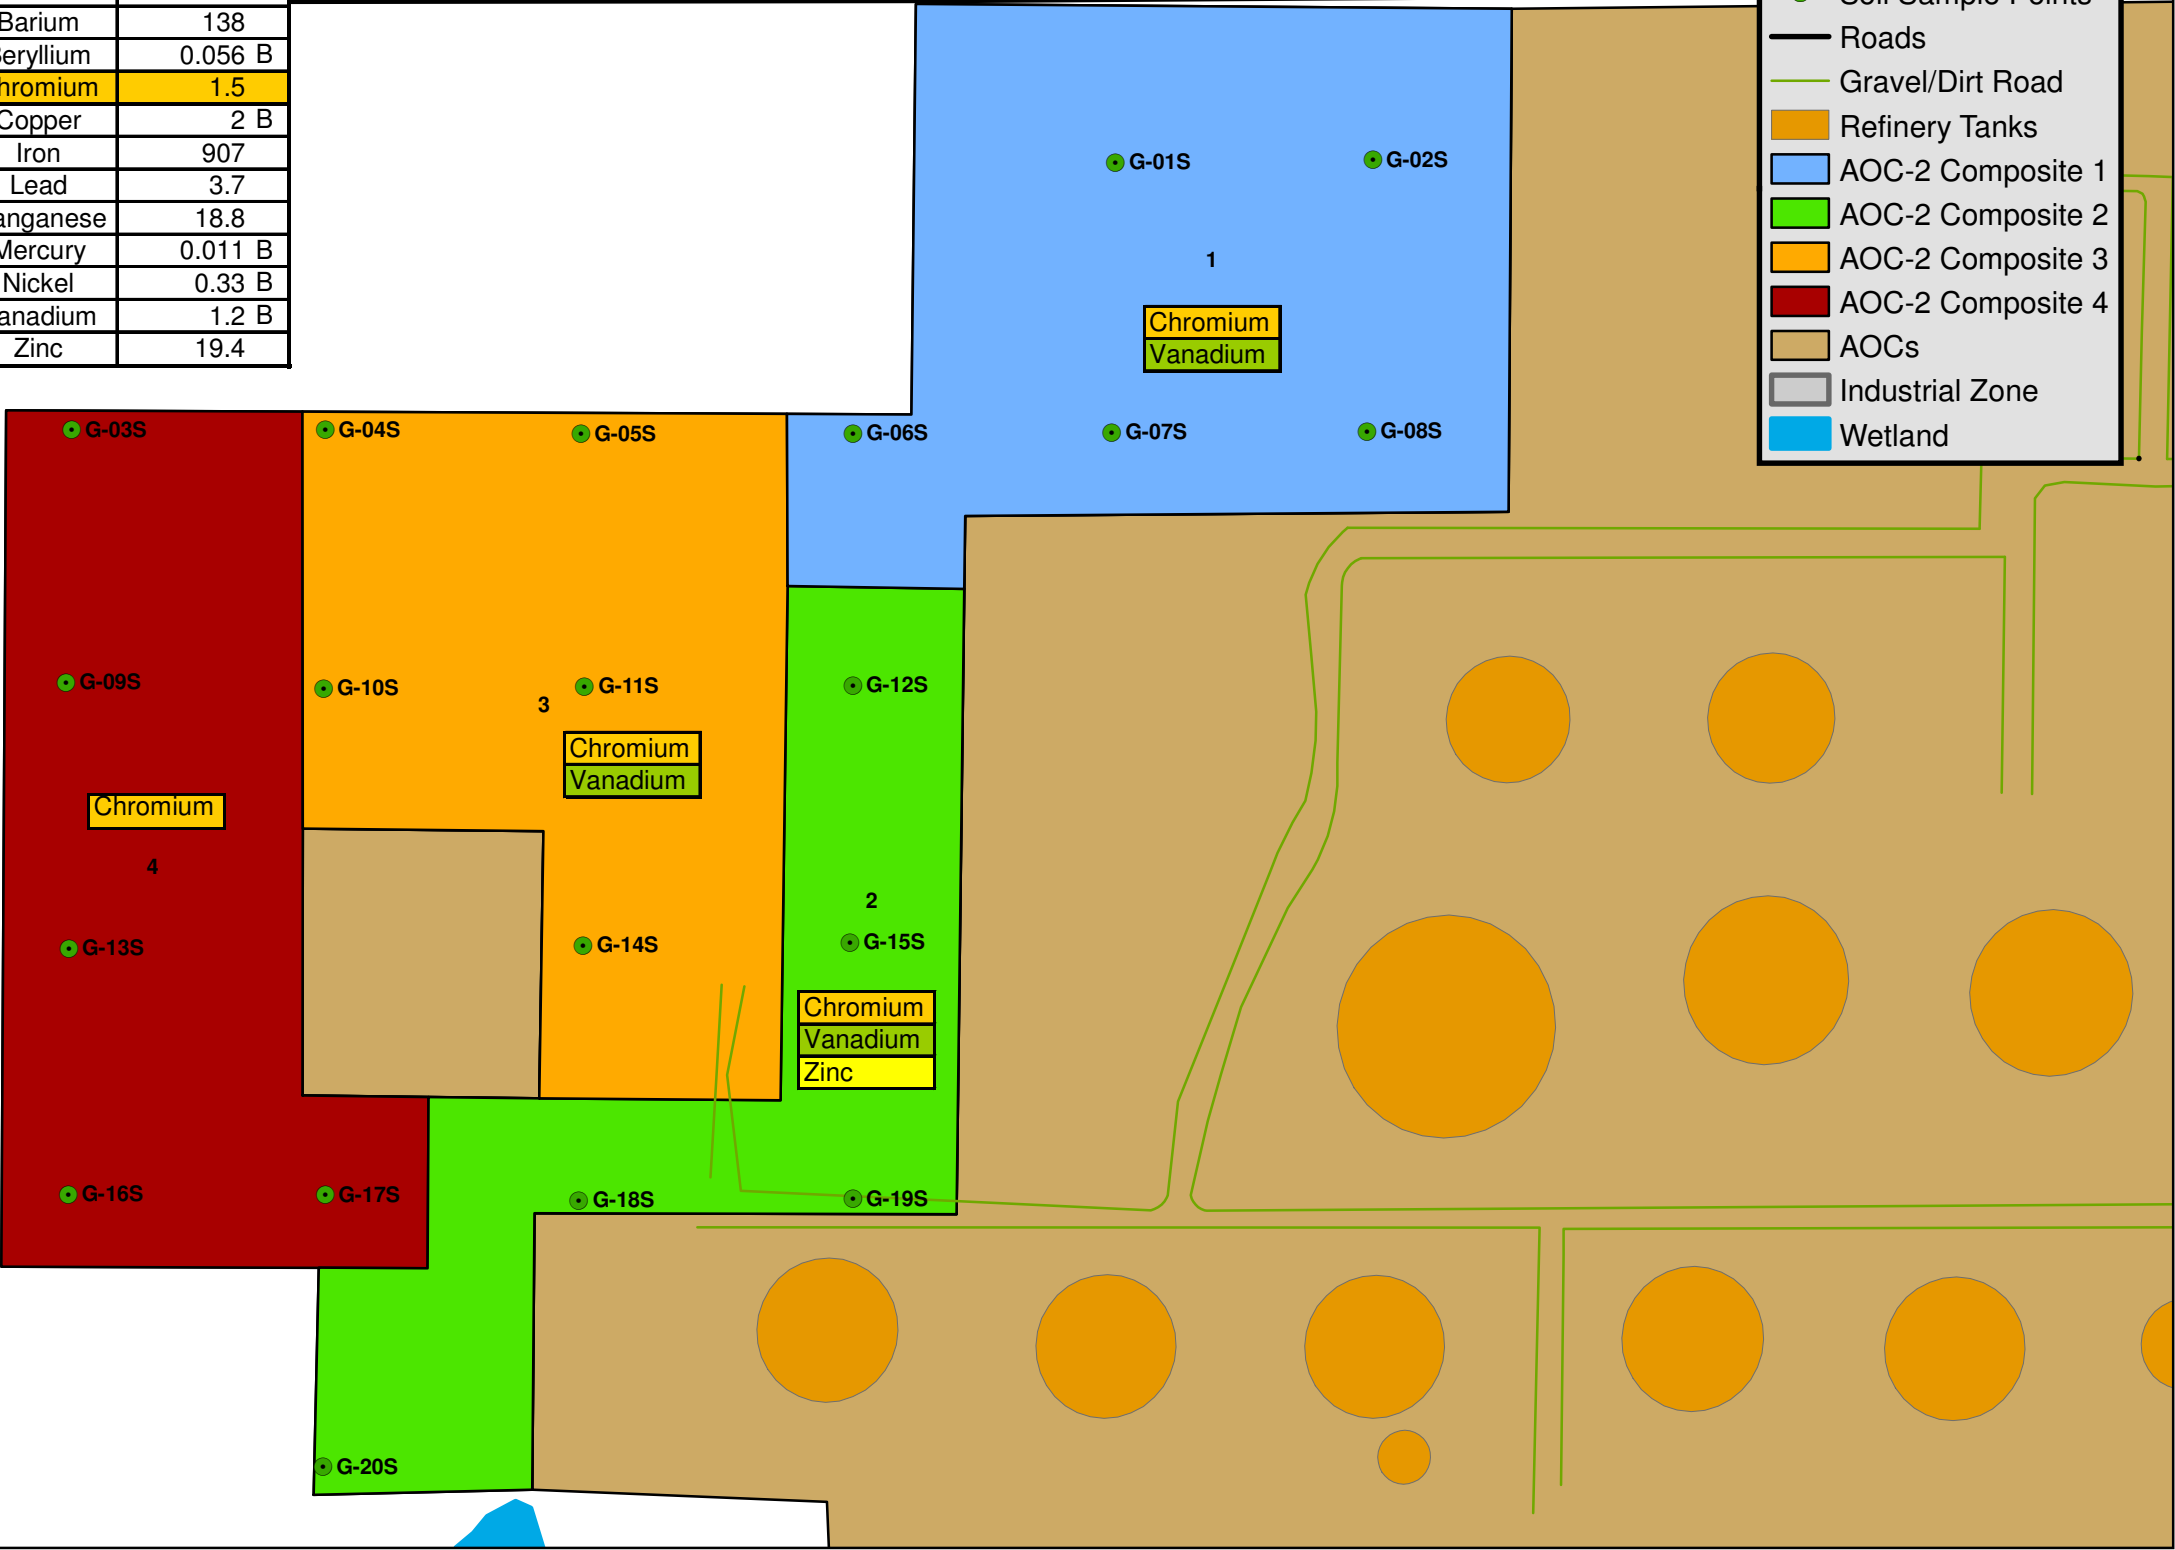 Barium 138
eryllium 0.056 B
hromium 1.5
Copper 2 B
Iron 907
Lead 3.7
anganese 18.8
Mercury 0.011 B
Nickel 0.33 B
anadium 1.2 B
Zinc 19.4
Soil Sample Points
Roads
Gravel/Dirt Road
Refinery Tanks
AOC-2 Composite 1
AOC-2 Composite 2
AOC-2 Composite 3
AOC-2 Composite 4
AOCs
Industrial Zone
Wetland
G-01S
G-02S
1
Chromium
Vanadium
G-03S
G-04S
G-05S
G-06S
G-07S
G-08S
G-09S
G-10S
G-11S
G-12S
3
Chromium
Vanadium
Chromium
4
2
G-13S
G-14S
G-15S
Chromium
Vanadium
Zinc
G-16S
G-17S
G-18S
G-19S
G-20S